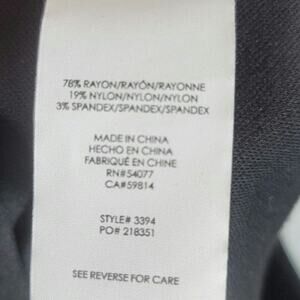 78% RAYON/RAYÓN/RAYONNE
19% NYLON/NYLON/NYLON
3% SPANDEX/SPANDEX/SPANDEX
MADE IN CHINA
HECHO EN CHINA
FABRIQUÉ EN CHINE
RN#54077
CA#59814
STYLE# 3394
PO# 218351
SEE REVERSE FOR CARE